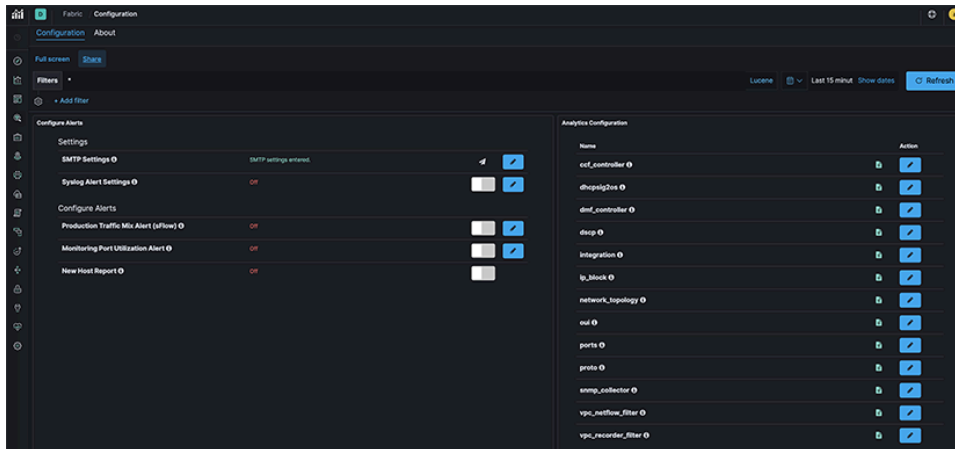 D Fabric Configuration
Configuration About
Full screen Share
Filters * Lucene Last 15 minut Show dates Refresh
+ Add filter
Configure Alerts
Settings
SMTP Settings SMTP settings entered.
Syslog Alert Settings Off
Configure Alerts
Production Traffic Mix Alert (sFlow) Off
Monitoring Port Utilization Alert Off
New Host Report Off
Analytics Configuration
Name Action
ccf_controller
dhcpsig2os
dmf_controller
dscp
integration
ip_block
network_topology
oui
ports
proto
snmp_collector
vpc_netflow_filter
vpc_recorder_filter